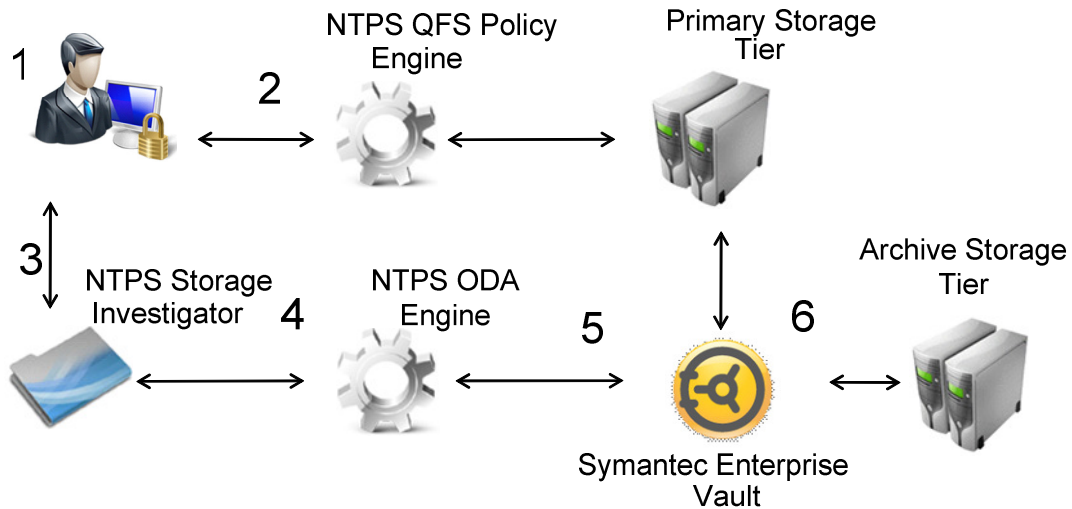 1
2
NTPS QFS Policy
Engine
Primary Storage
Tier
3
NTPS Storage
Investigator
4
NTPS ODA
Engine
5
6
Archive Storage
Tier
Symantec Enterprise
Vault